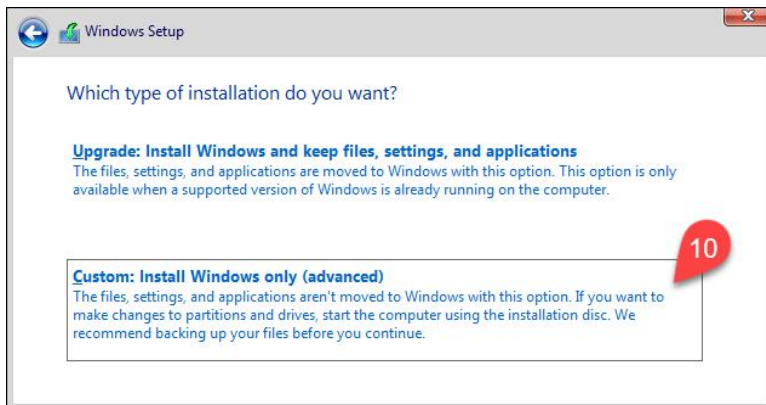 Windows Setup
Which type of installation do you want?
Upgrade: Install Windows and keep files, settings, and applications
The files, settings, and applications are moved to Windows with this option. This option is only
available when a supported version of Windows is already running on the computer.
10
Custom: Install Windows only (advanced)
The files, settings, and applications aren't moved to Windows with this option. If you want to
make changes to partitions and drives, start the computer using the installation disc. We
recommend backing up your files before you continue.